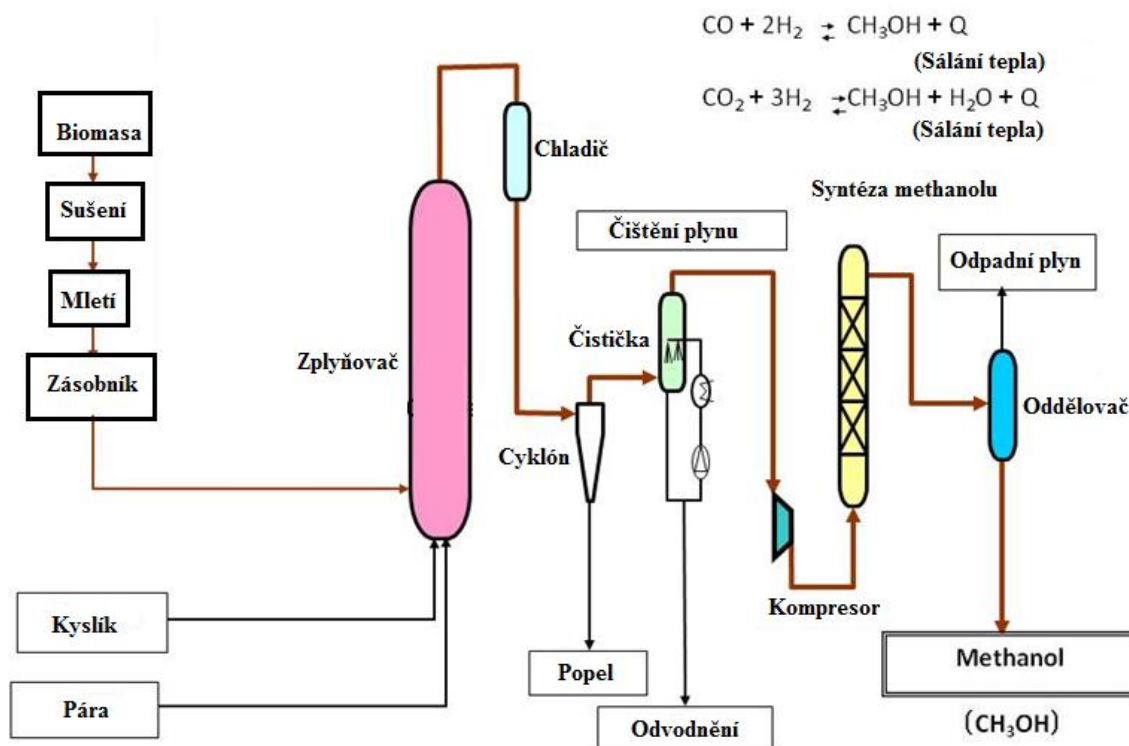 CO + 2H₂ ⇄ CH₃OH + Q
(Sálání tepla)
CO₂ + 3H₂ ⇄ CH₃OH + H₂O + Q
(Sálání tepla)
Biomasa
Sušení
Mletí
Zásobník
Zplyňovač
Chladič
Čištění plynu
Syntéza methanolu
Odpadní plyn
Čistička
Cyklón
Oddělovač
Kompresor
Kyslík
Pára
Popel
Odvodnění
Methanol
(CH₃OH)